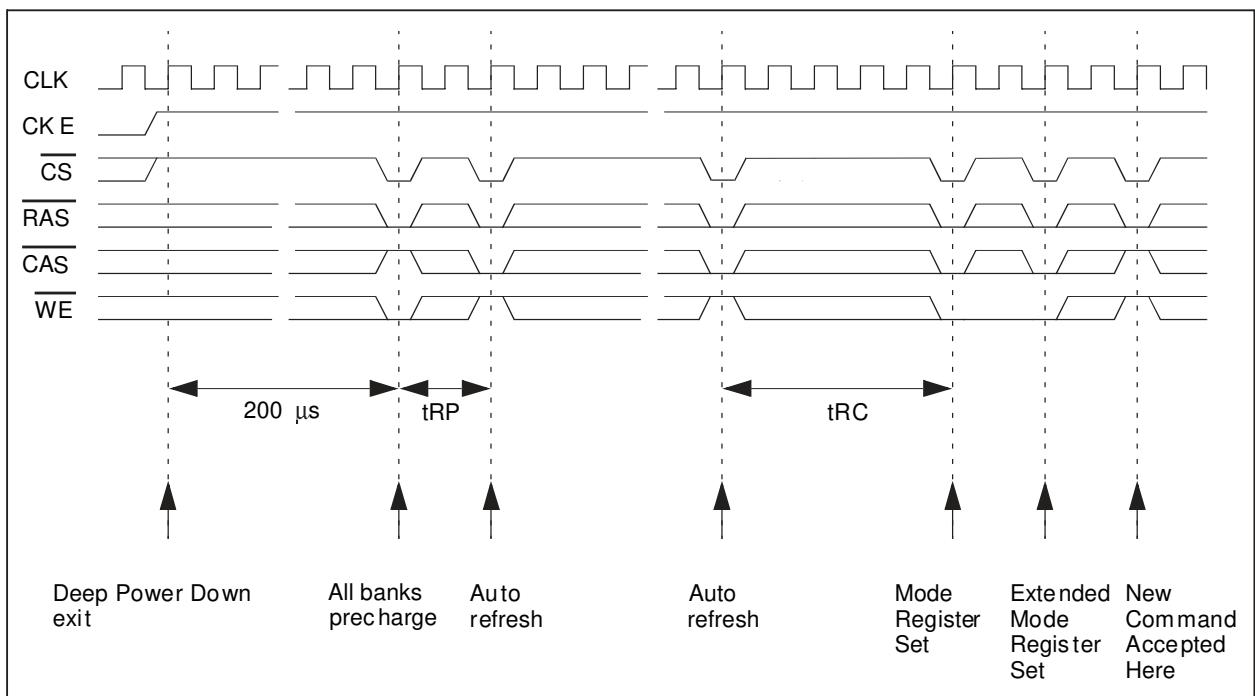 CLK
CKE
CS
RAS
CAS
WE
200 µs
tRP
tRC
Deep Power Down
exit
All banks
precharge
Auto
refresh
Auto
refresh
Mode
Register
Set
Extended
Mode
Register
Set
New
Command
Accepted
Here